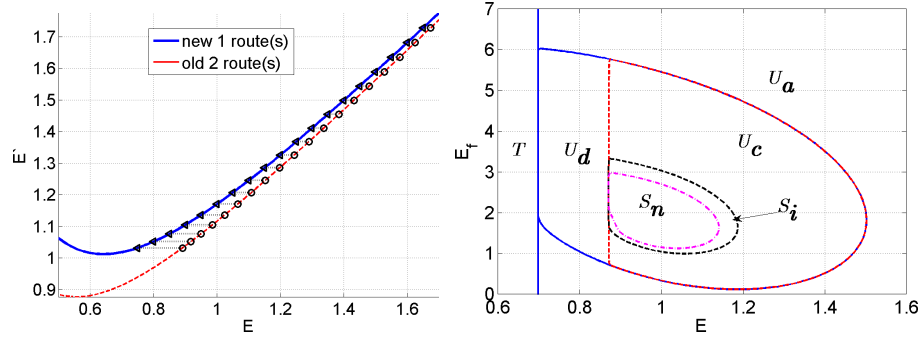 1.7
1.6
1.5
1.4
1.3
1.2
1.1
1
0.9
E`
new 1 route(s)
old 2 route(s)
0.6 0.8 1 1.2 1.4 1.6
E
6
5
4
3
2
1
0
E_f
T
U_d
U_a
U_c
S_n
S_i
0.6 0.8 1 1.2 1.4 1.6
E